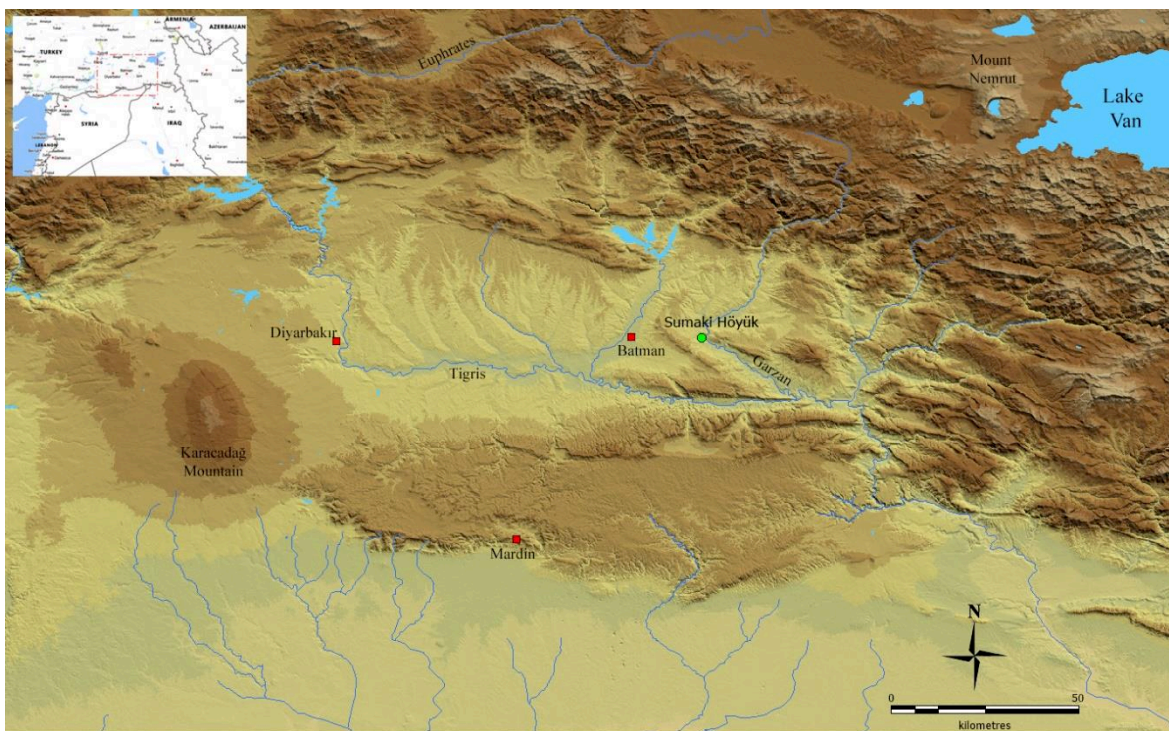 ARMENIA
AZERBAIJAN
TURKEY
SYRIA
IRAQ
LEBANON
Euphrates
Mount
Nemrut
Lake
Van
Diyarbakır
Sumaki Höyük
Batman
Garzan
Tigris
Karacadağ
Mountain
Mardin
N
0
50
kilometres